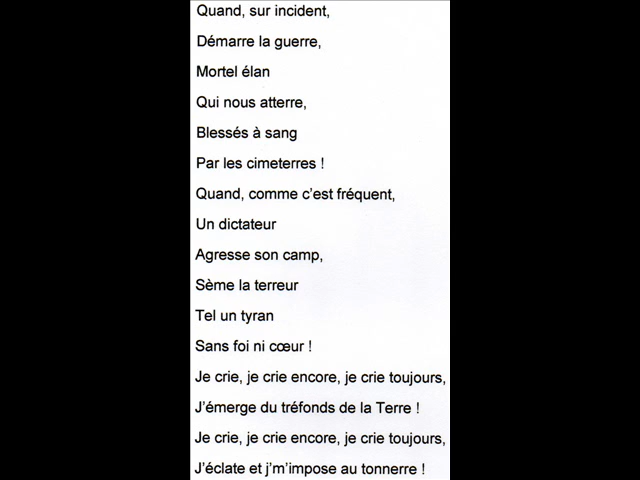 Quand, sur incident,
Démarre la guerre,
Mortel élan
Qui nous atterre,
Blessés à sang
Par les cimeterres !
Quand, comme c’est fréquent,
Un dictateur
Agresse son camp,
Sème la terreur
Tel un tyran
Sans foi ni cœur !
Je crie, je crie encore, je crie toujours,
J’émerge du tréfonds de la Terre !
Je crie, je crie encore, je crie toujours,
J’éclate et j’m’impose au tonnerre !